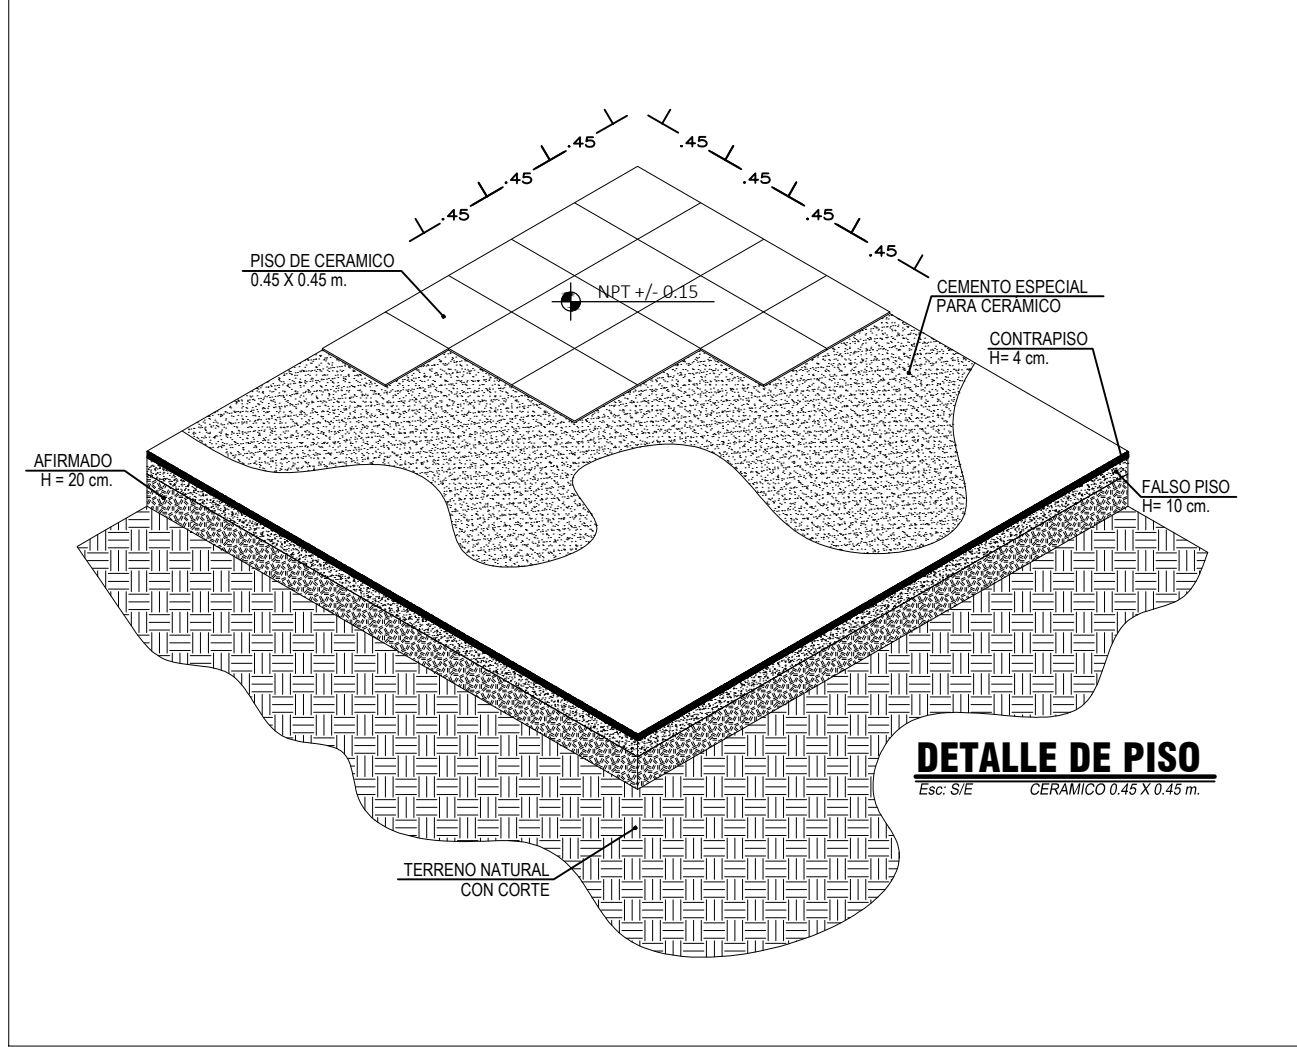 .45
.45
.45
.45
.45
.45
.45
PISO DE CERAMICO
0.45 X 0.45 m.
NPT +/- 0.15
CEMENTO ESPECIAL
PARA CERÁMICO
CONTRAPISO
H= 4 cm.
AFIRMADO
H = 20 cm.
FALSO PISO
H= 10 cm.
DETALLE DE PISO
Esc: S/E CERAMICO 0.45 X 0.45 m.
TERRENO NATURAL
CON CORTE